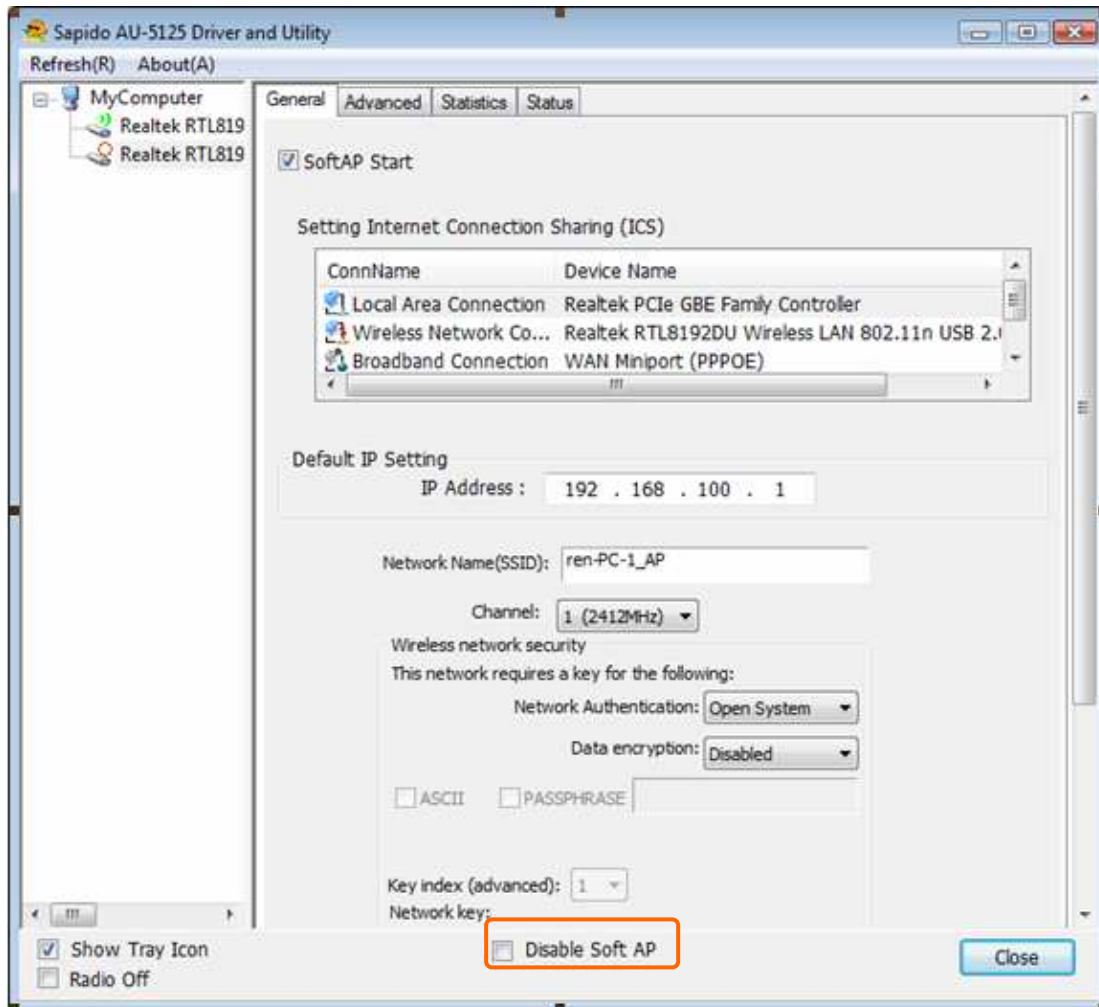 Sapido AU-5125 Driver and Utility
Refresh(R) About(A)
MyComputer
Realtek RTL819
Realtek RTL819
General Advanced Statistics Status
SoftAP Start
Setting Internet Connection Sharing (ICS)
ConnName Device Name
Local Area Connection Realtek PCIe GBE Family Controller
Wireless Network Co... Realtek RTL8192DU Wireless LAN 802.11n USB 2.
Broadband Connection WAN Miniport (PPPOE)
Default IP Setting
IP Address : 192 . 168 . 100 . 1
Network Name(SSID): ren-PC-1_AP
Channel: 1 (2412MHz)
Wireless network security
This network requires a key for the following:
Network Authentication: Open System
Data encryption: Disabled
ASCII PASSPHRASE
Key index (advanced): 1
Network key:
Show Tray Icon
Radio Off
Disable Soft AP
Close